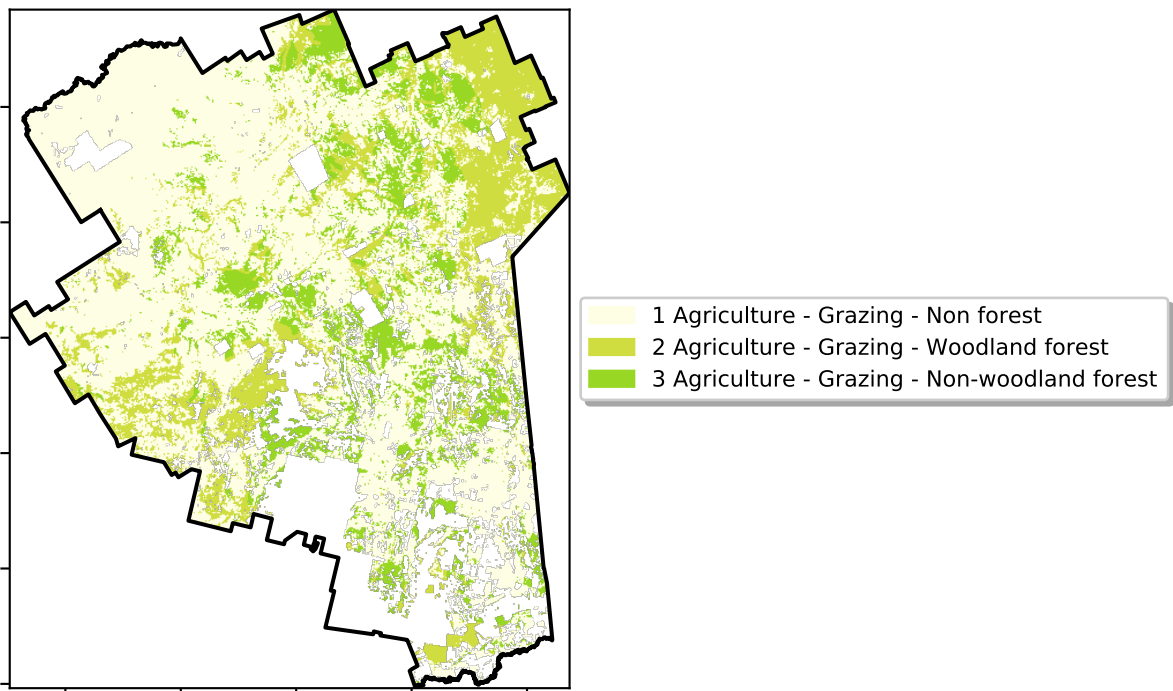 1 Agriculture - Grazing - Non forest
2 Agriculture - Grazing - Woodland forest
3 Agriculture - Grazing - Non-woodland forest